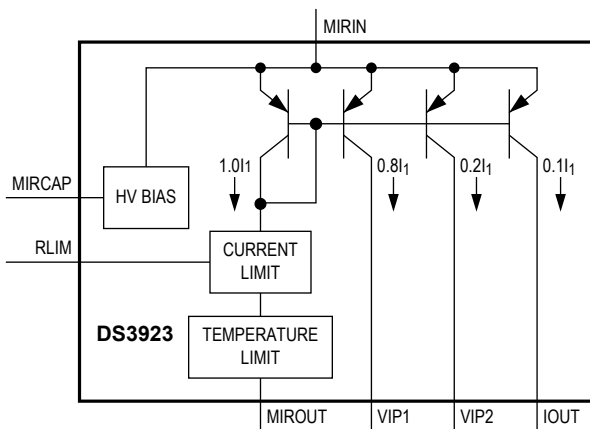 MIRIN
1.0I1
0.8I1
0.2I1
0.1I1
MIRCAP
HV BIAS
RLIM
CURRENT
LIMIT
DS3923
TEMPERATURE
LIMIT
MIROUT
VIP1
VIP2
IOUT